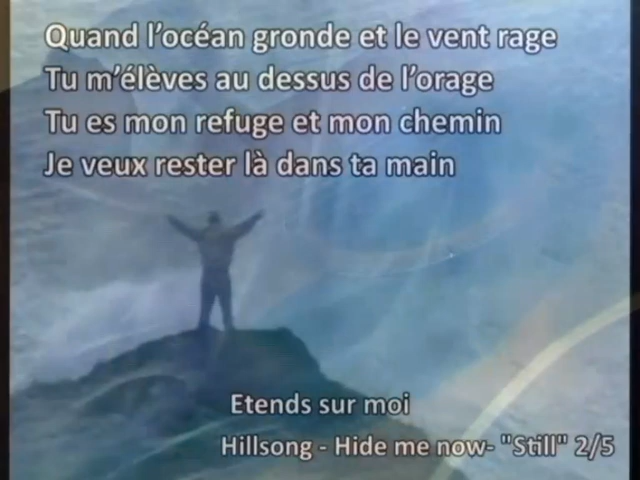 Quand l'océan gronde et le vent rage
Tu m'élèves au dessus de l'orage
Tu es mon refuge et mon chemin
Je veux rester là dans ta main
Etends sur moi
Hillsong - Hide me now- "Still" 2/5